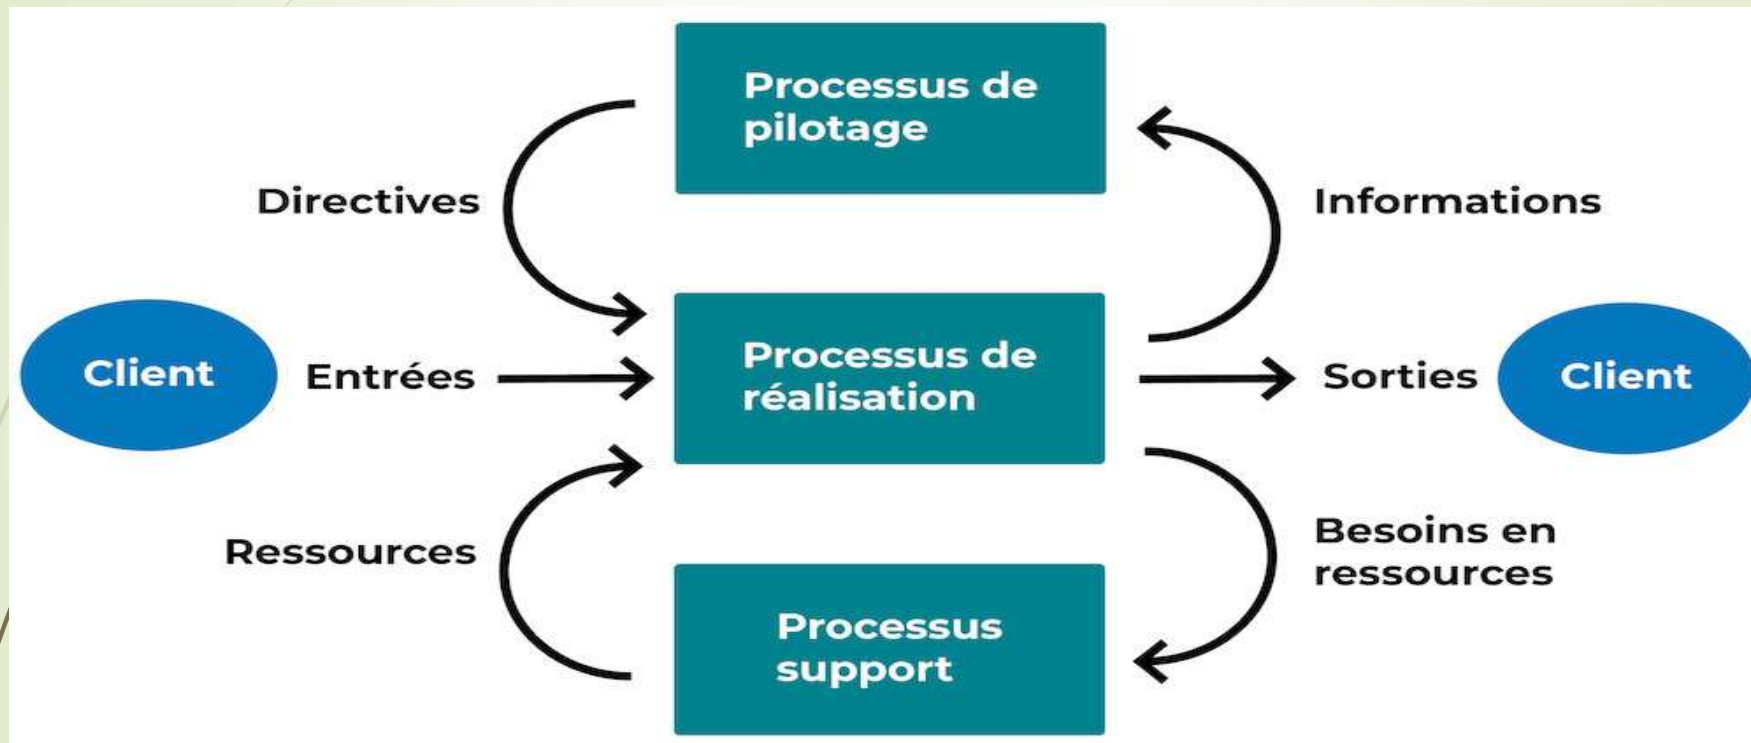 Processus de
pilotage
Directives
Informations
Client
Entrées
Processus de
réalisation
Sorties
Client
Ressources
Besoins en
ressources
Processus
support